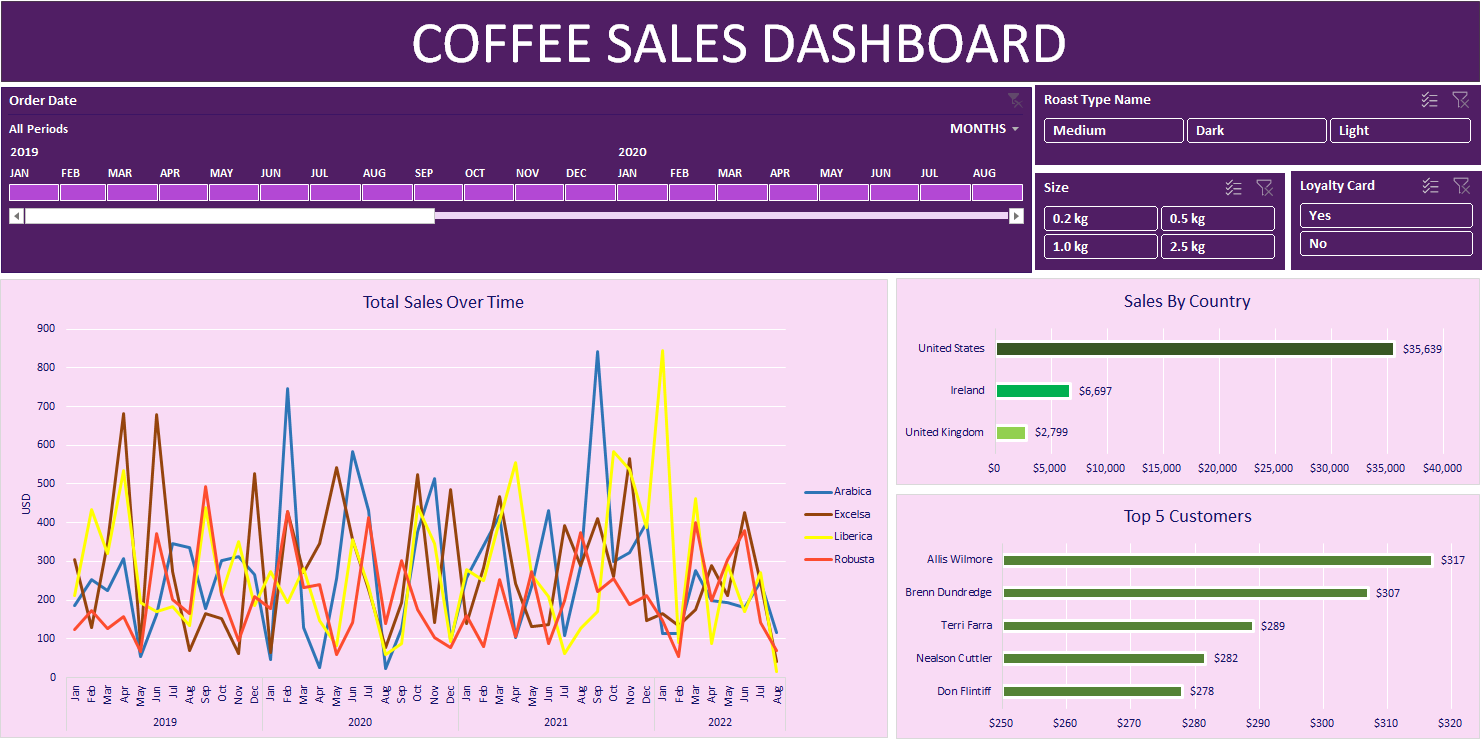 COFFEE SALES DASHBOARD
Order Date
All Periods
MONTHS
2019 2020
JAN FEB MAR APR MAY JUN JUL AUG SEP OCT NOV DEC JAN FEB MAR APR MAY JUN JUL AUG
Roast Type Name
Medium Dark Light
Size
0.2 kg 0.5 kg
1.0 kg 2.5 kg
Loyalty Card
Yes
No
Total Sales Over Time
900
800
700
600
500
400
300
200
100
0
USD
Jan Feb Mar Apr May Jun Jul Aug Sep Oct Nov Dec Jan Feb Mar Apr May Jun Jul Aug Sep Oct Nov Dec Jan Feb Mar Apr May Jun Jul Aug Sep Oct Nov Dec Jan Feb Mar Apr May Jun Jul Aug
2019 2020 2021 2022
Arabica
Excelsa
Liberica
Robusta
Sales By Country
United States $35,639
Ireland $6,697
United Kingdom $2,799
$0 $5,000 $10,000 $15,000 $20,000 $25,000 $30,000 $35,000 $40,000
Top 5 Customers
Allis Wilmore $317
Brenn Dundredge $307
Terri Farra $289
Nealson Cuttler $282
Don Flintiff $278
$250 $260 $270 $280 $290 $300 $310 $320